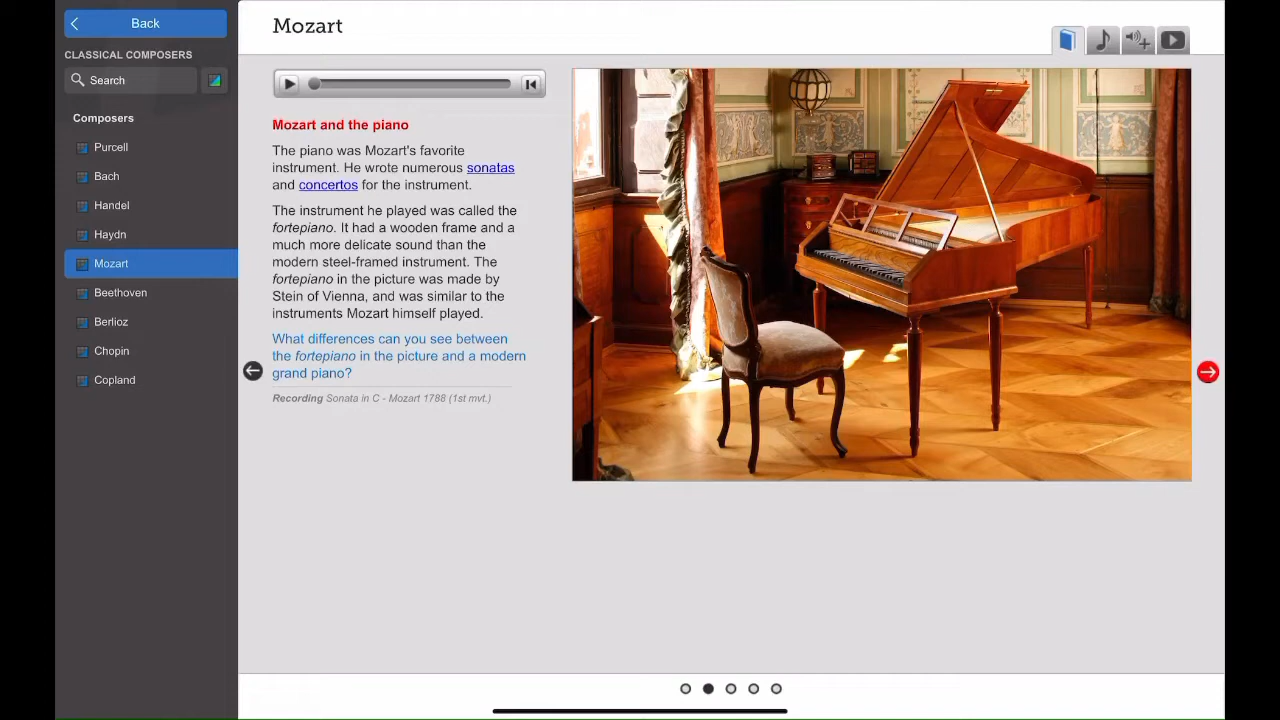 Back
CLASSICAL COMPOSERS
Search
Composers
Purcell
Bach
Handel
Haydn
Mozart
Beethoven
Berlioz
Chopin
Copland
Mozart
Mozart and the piano
The piano was Mozart's favorite
instrument. He wrote numerous sonatas
and concertos for the instrument.
The instrument he played was called the
fortepiano. It had a wooden frame and a
much more delicate sound than the
modern steel-framed instrument. The
fortepiano in the picture was made by
Stein of Vienna, and was similar to the
instruments Mozart himself played.
What differences can you see between
the fortepiano in the picture and a modern
grand piano?
Recording Sonata in C - Mozart 1788 (1st mvt.)